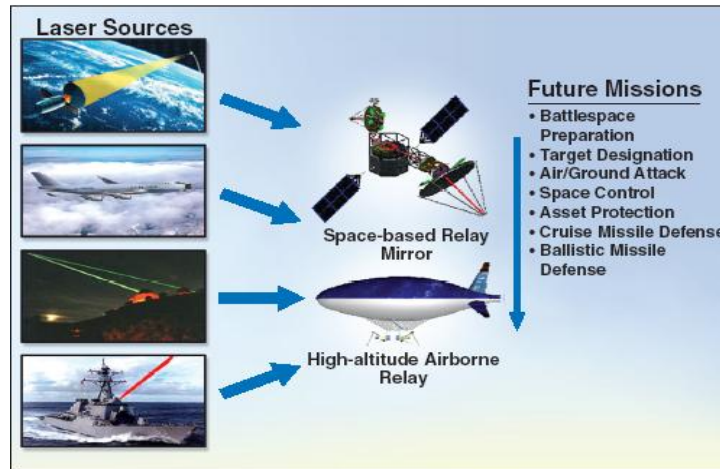 Laser Sources
Space-based Relay
Mirror
High-altitude Airborne
Relay
Future Missions
• Battlespace
Preparation
• Target Designation
• Air/Ground Attack
• Space Control
• Asset Protection
• Cruise Missile Defense
• Ballistic Missile
Defense